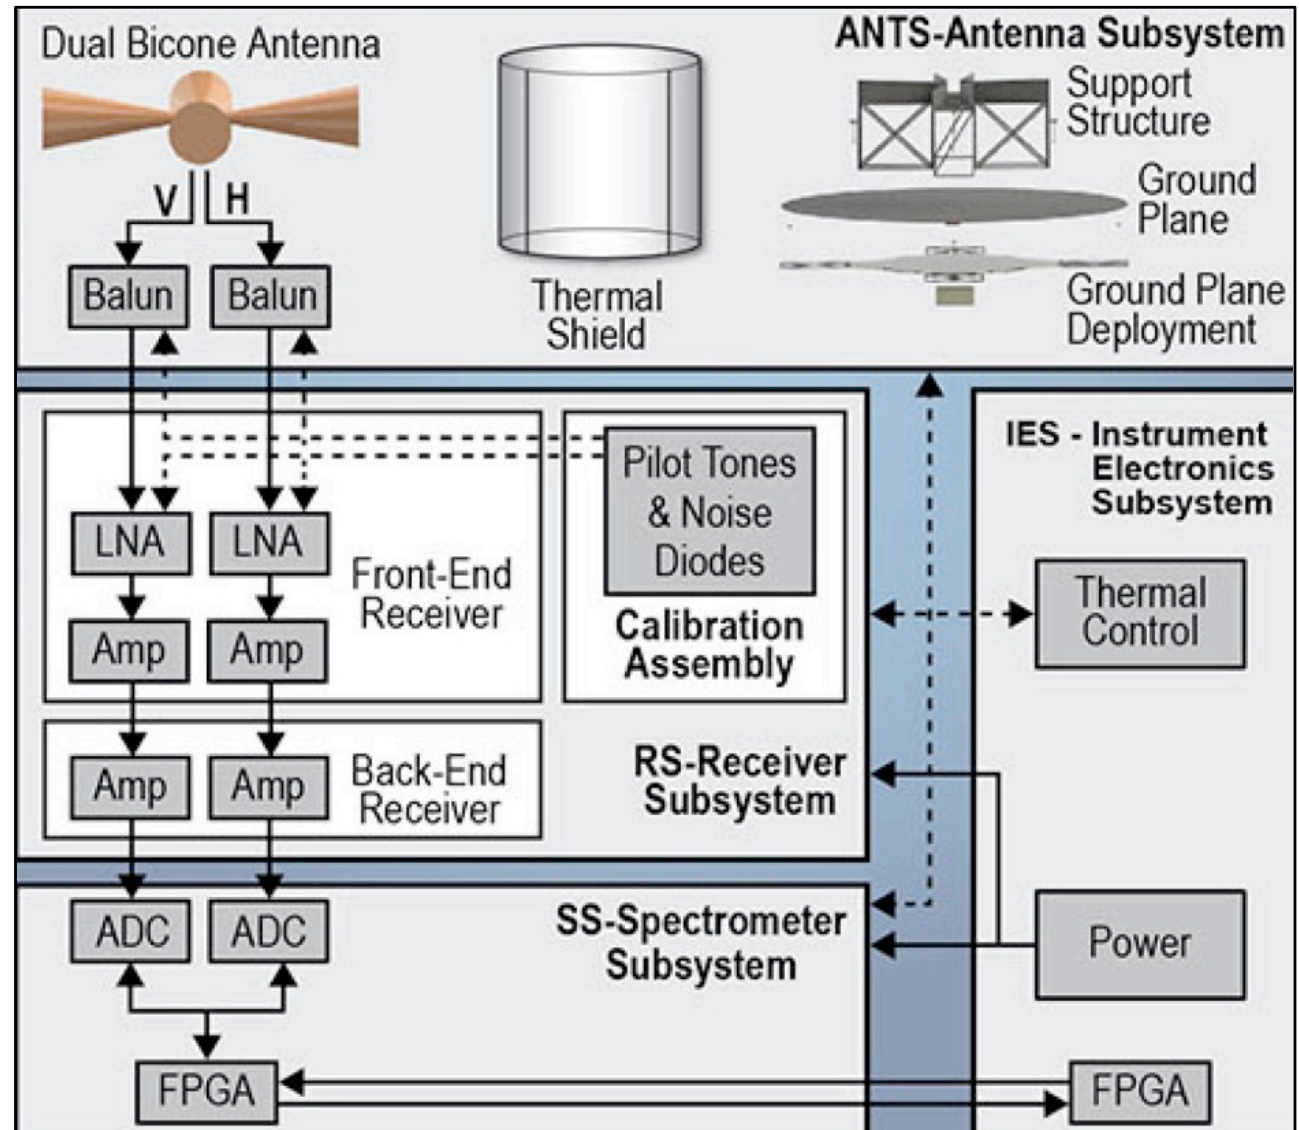 Dual Bicone Antenna
ANTS-Antenna Subsystem
Support
Structure
Ground
Plane
Ground Plane
Deployment
Thermal
Shield
V H
Balun Balun
LNA LNA
Amp Amp
Front-End
Receiver
Pilot Tones
& Noise
Diodes
Calibration
Assembly
Amp Amp
Back-End
Receiver
RS-Receiver
Subsystem
IES - Instrument
Electronics
Subsystem
Thermal
Control
ADC ADC
SS-Spectrometer
Subsystem
Power
FPGA
FPGA